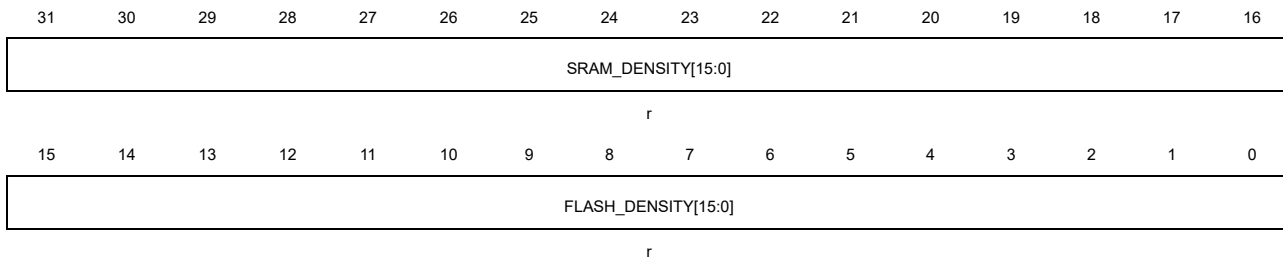 31 30 29 28 27 26 25 24 23 22 21 20 19 18 17 16
SRAM_DENSITY[15:0]
r
15 14 13 12 11 10 9 8 7 6 5 4 3 2 1 0
FLASH_DENSITY[15:0]
r